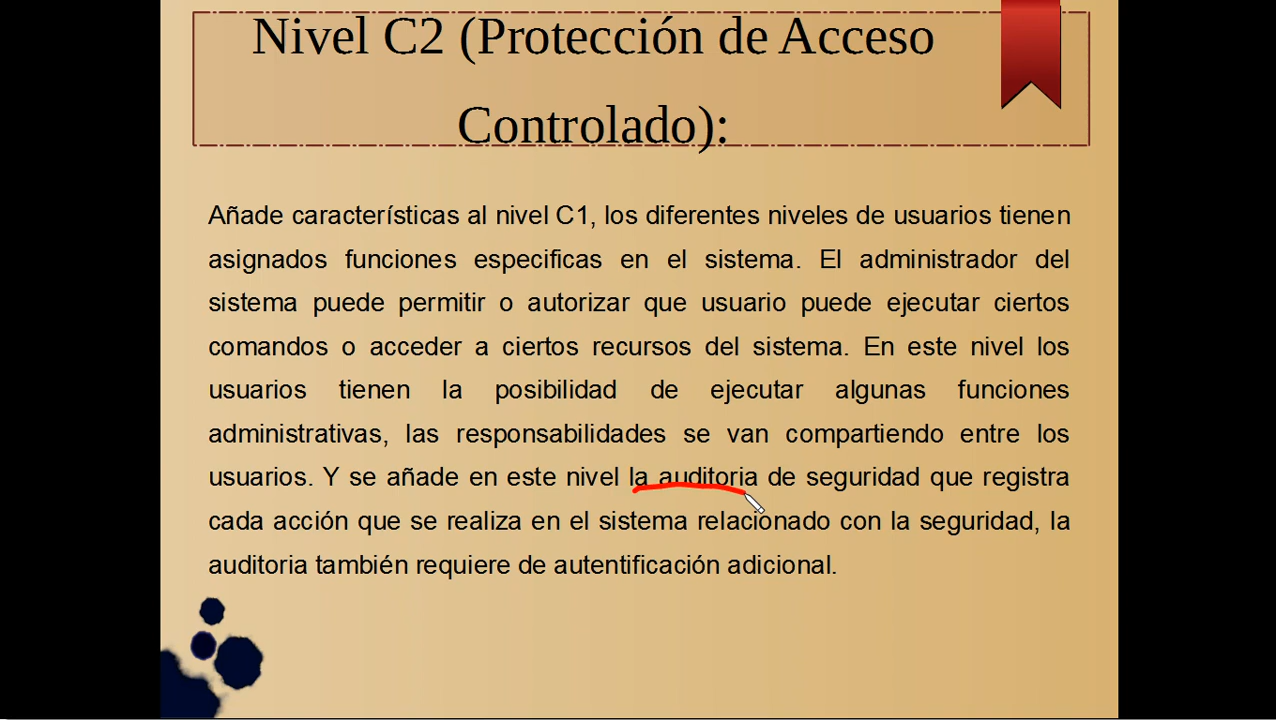 Nivel C2 (Protección de Acceso
Controlado):
Añade características al nivel C1, los diferentes niveles de usuarios tienen
asignados funciones especificas en el sistema. El administrador del
sistema puede permitir o autorizar que usuario puede ejecutar ciertos
comandos o acceder a ciertos recursos del sistema. En este nivel los
usuarios tienen la posibilidad de ejecutar algunas funciones
administrativas, las responsabilidades se van compartiendo entre los
usuarios. Y se añade en este nivel la auditoria de seguridad que registra
cada acción que se realiza en el sistema relacionado con la seguridad, la
auditoria también requiere de autentificación adicional.